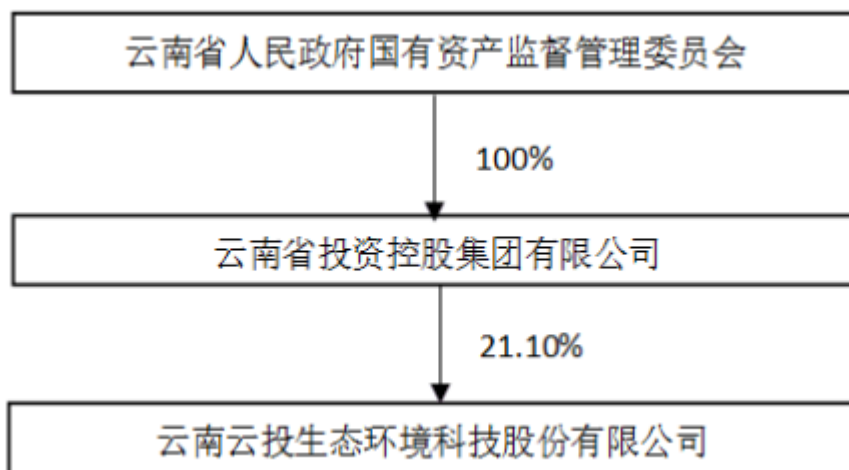 云南省人民政府国有资产监督管理委员会
100%
云南省投资控股集团有限公司
21.10%
云南云投生态环境科技股份有限公司